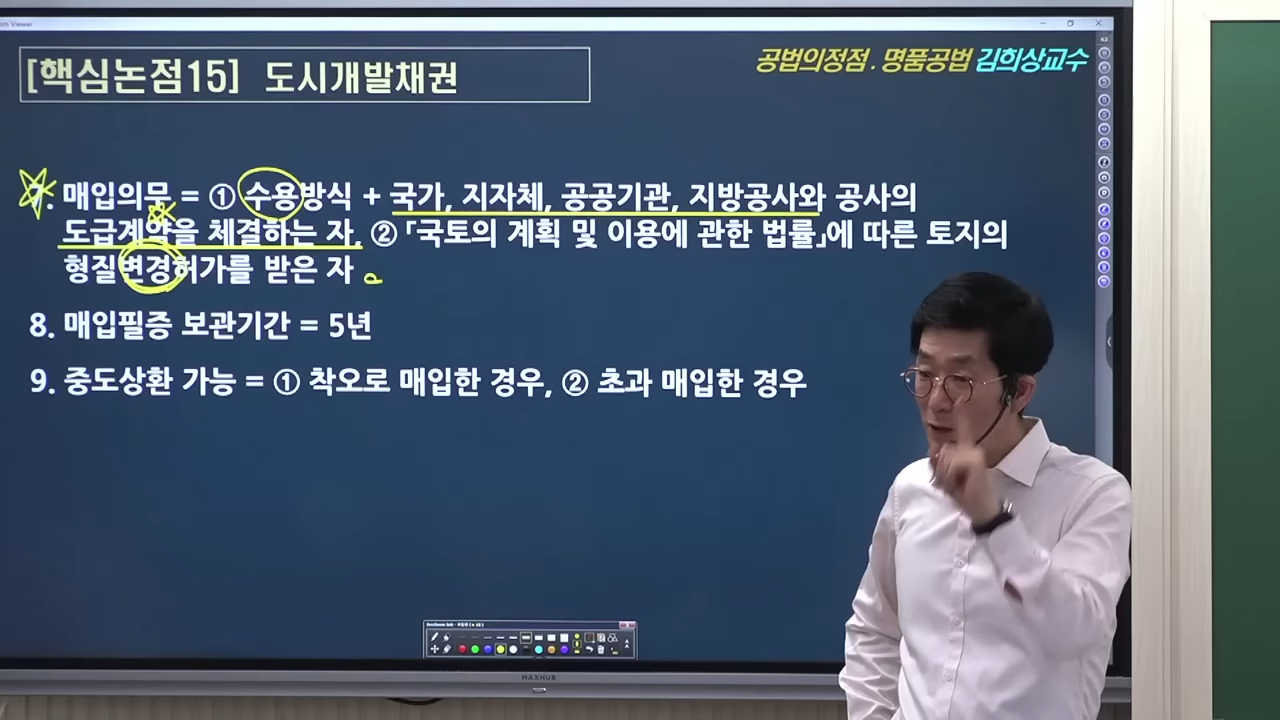 [핵심논점15] 도시개발채권
공법의정점. 명품공법 김희상교수
7. 매입의무 = ① 수용방식 + 국가, 지자체, 공공기관, 지방공사와 공사의
도급계약을 체결하는 자, ②「국토의 계획 및 이용에 관한 법률」에 따른 토지의
형질변경허가를 받은 자
8. 매입필증 보관기간 = 5년
9. 중도상환 가능 = ① 착오로 매입한 경우, ② 초과 매입한 경우
MAXHUB